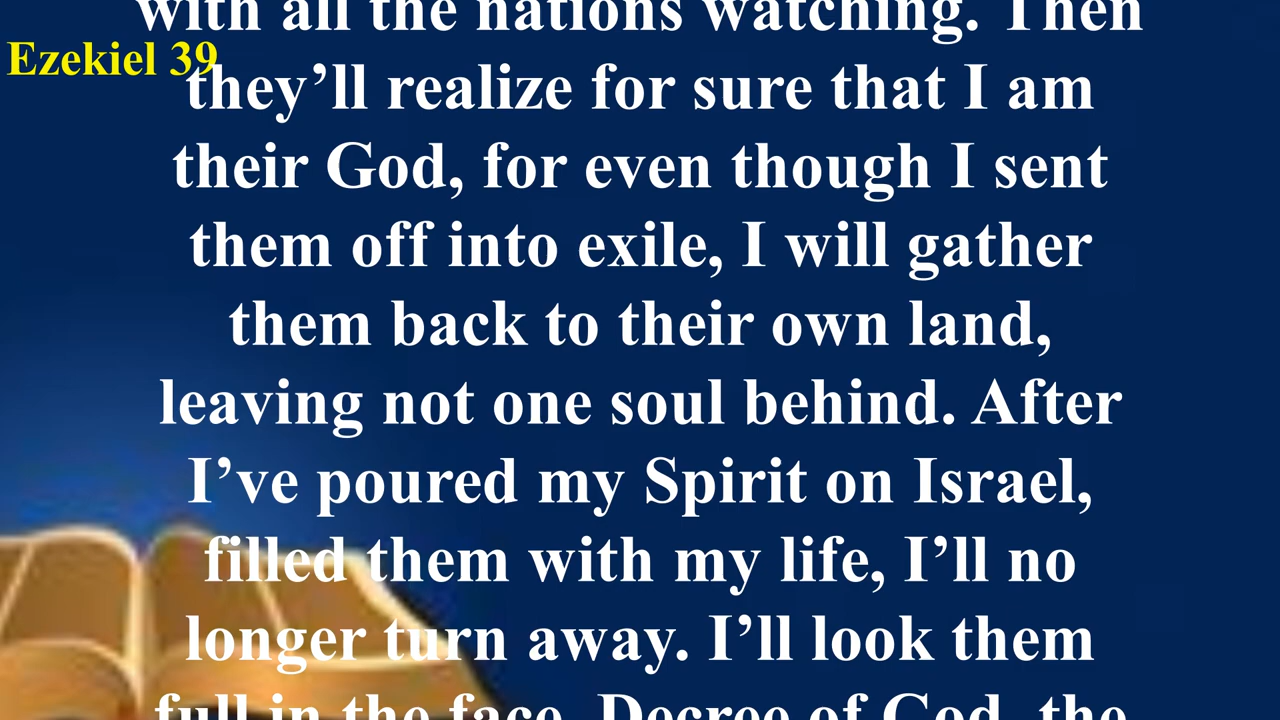 with all the nations watching. Then
Ezekiel 39
they’ll realize for sure that I am
their God, for even though I sent
them off into exile, I will gather
them back to their own land,
leaving not one soul behind. After
I’ve poured my Spirit on Israel,
filled them with my life, I’ll no
longer turn away. I’ll look them
full in the face. Decree of God, the